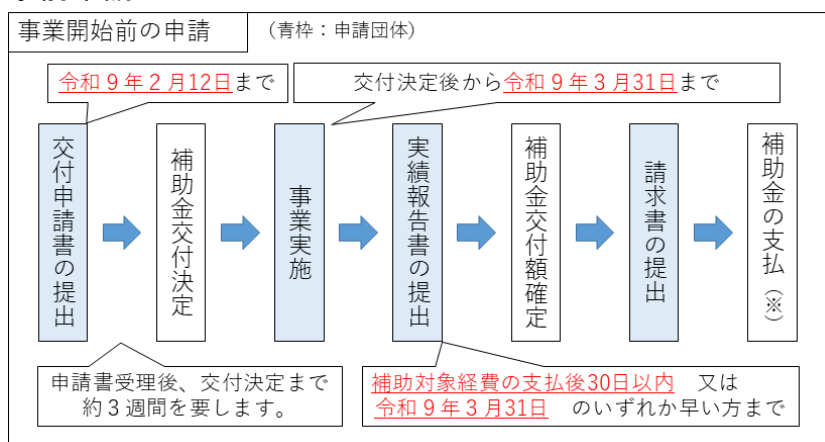 事業開始前の申請
(青枠：申請団体)
令和９年２月12日まで
交付決定後から令和９年３月31日まで
交付申請書の提出
補助金交付決定
事業実施
実績報告書の提出
補助金交付額確定
請求書の提出
補助金の支払（※）
申請書受理後、交付決定まで
約３週間を要します。
補助対象経費の支払後30日以内　又は
令和９年３月31日　のいずれか早い方まで